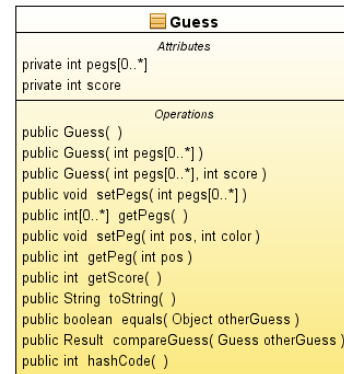 Guess
Attributes
private int pegs[0..*]
private int score
Operations
public Guess( )
public Guess( int pegs[0..*] )
public Guess( int pegs[0..*], int score )
public void setPegs( int pegs[0..*] )
public int[0..*] getPegs( )
public void setPeg( int pos, int color )
public int getPeg( int pos )
public int getScore( )
public String toString( )
public boolean equals( Object otherGuess )
public Result compareGuess( Guess otherGuess )
public int hashCode( )